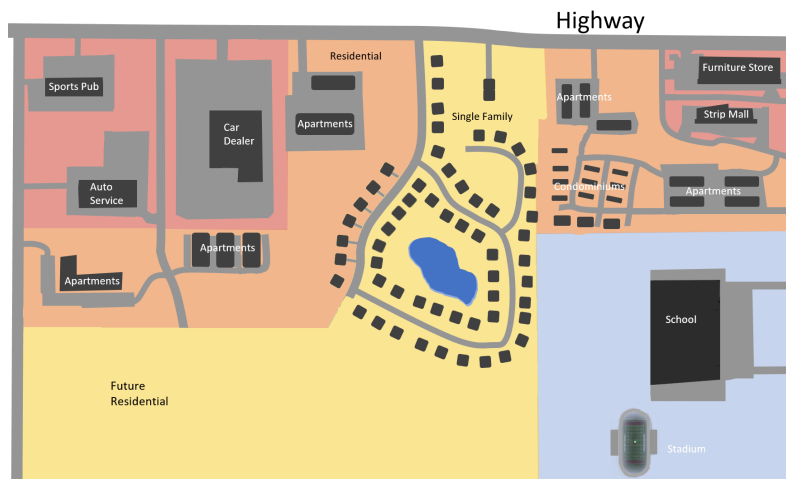 Highway
Residential
Sports Pub
Furniture Store
Apartments
Single Family
Strip Mall
Apartments
Car
Dealer
Auto
Service
Condominiums
Apartments
Apartments
Apartments
School
Future
Residential
Stadium